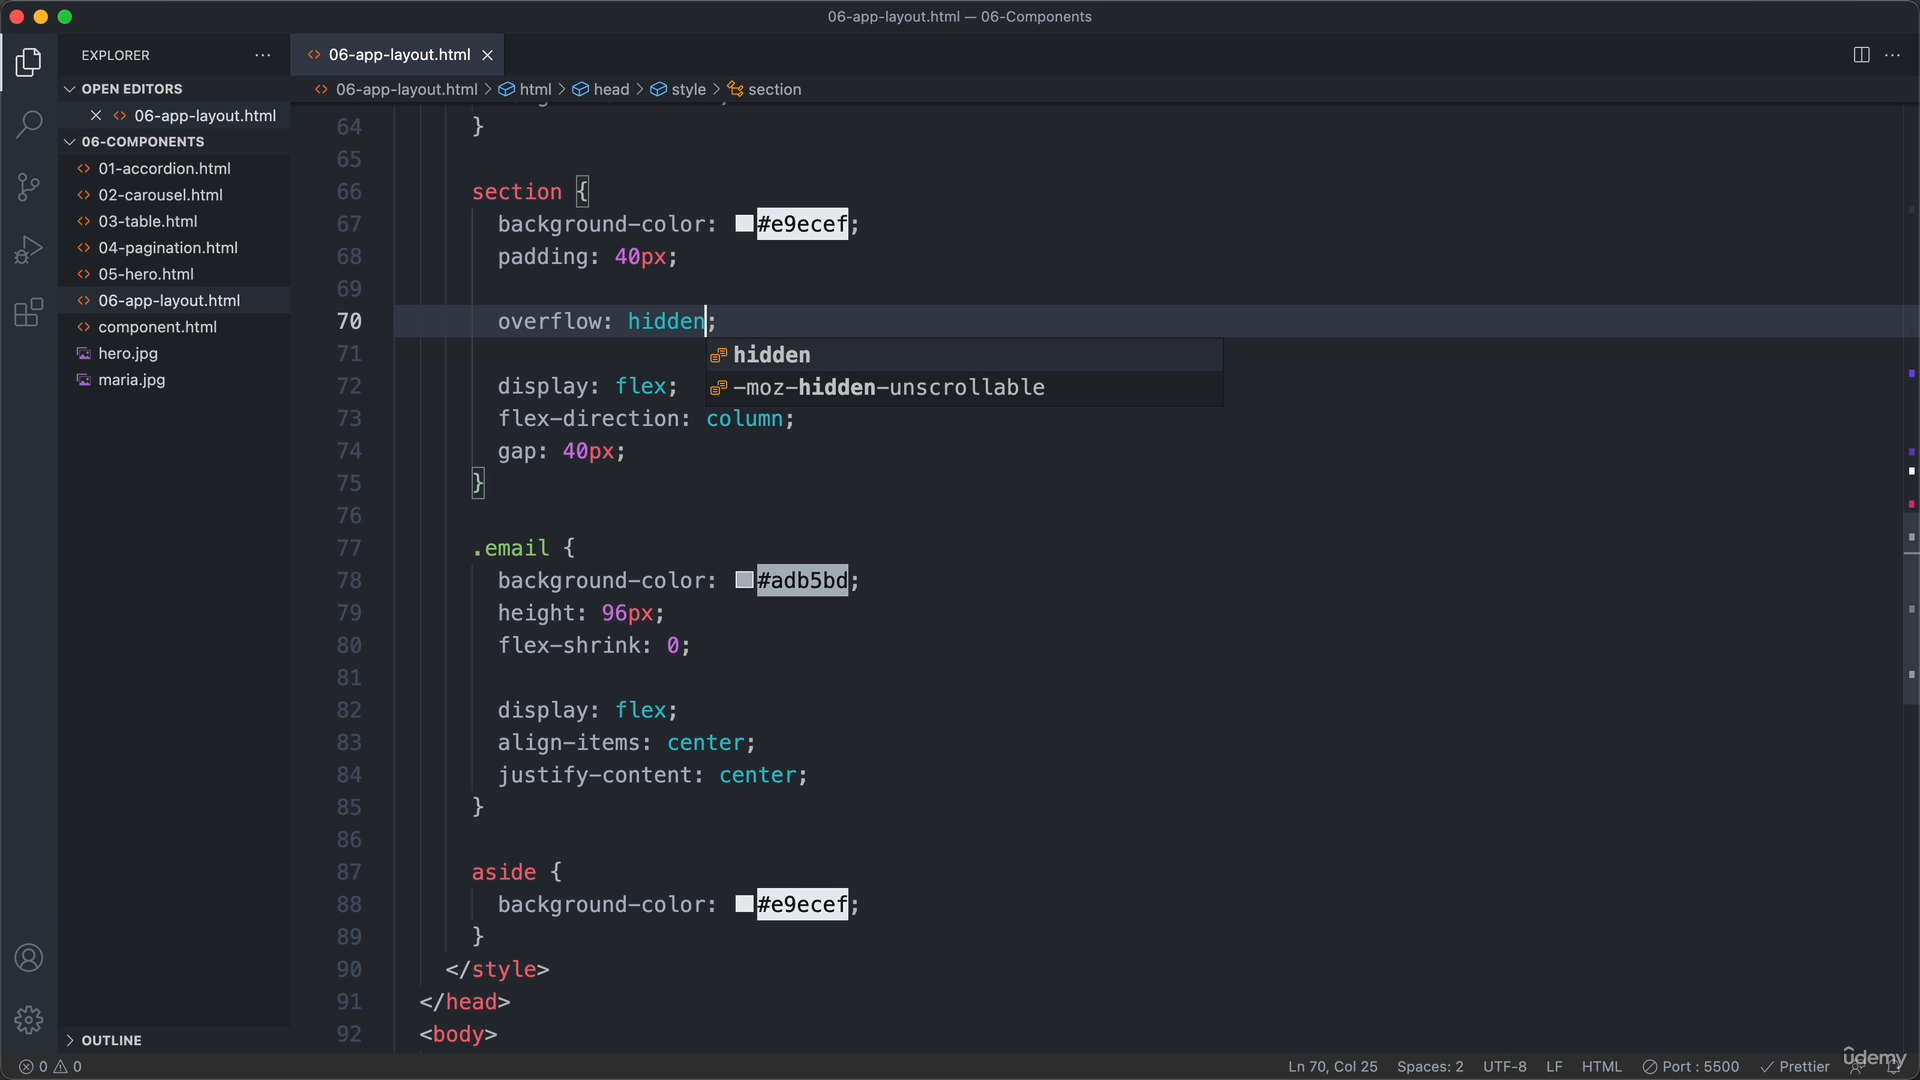 06-app-layout.html — 06-Components
EXPLORER
06-app-layout.html
OPEN EDITORS
06-app-layout.html > html > head > style > section
06-app-layout.html
06-COMPONENTS
01-accordion.html
02-carousel.html
03-table.html
04-pagination.html
05-hero.html
06-app-layout.html
component.html
hero.jpg
maria.jpg
64 }
65
66 section {
67 background-color: #e9ecef;
68 padding: 40px;
69
70 overflow: hidden;
71 hidden
72 display: flex; -moz-hidden-unscrollable
73 flex-direction: column;
74 gap: 40px;
75 }
76
77 .email {
78 background-color: #adb5bd;
79 height: 96px;
80 flex-shrink: 0;
81
82 display: flex;
83 align-items: center;
84 justify-content: center;
85 }
86
87 aside {
88 background-color: #e9ecef;
89 }
90 </style>
91 </head>
92 <body>
OUTLINE
0 0 Ln 70, Col 25 Spaces: 2 UTF-8 LF HTML Port : 5500 Prettier
udemy